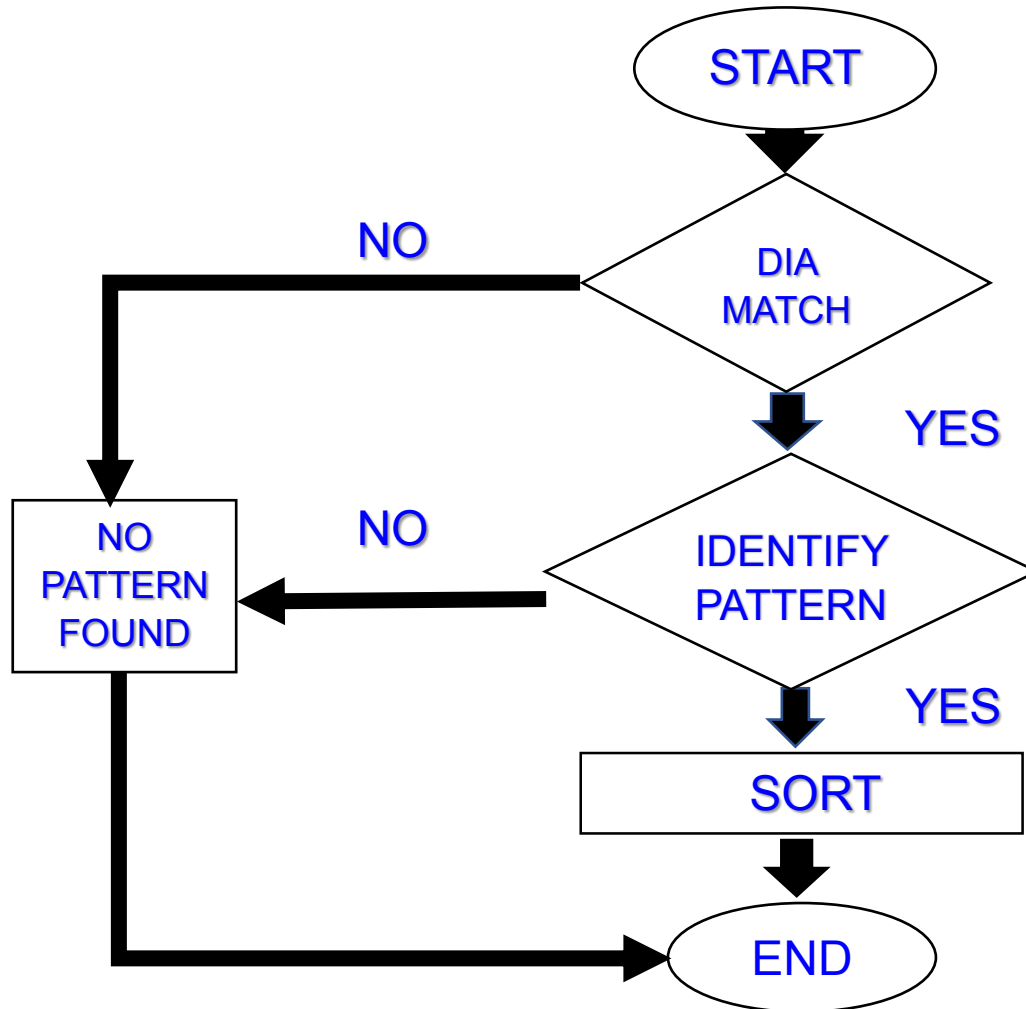 START
NO
DIA
MATCH
YES
NO
PATTERN
FOUND
NO
IDENTIFY
PATTERN
YES
SORT
END